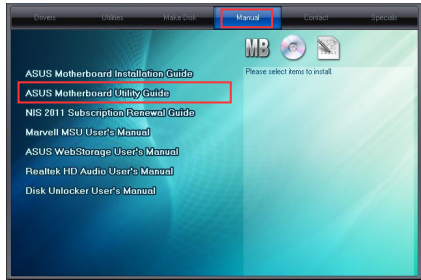 Drivers Utilities Make Disk Manual Contact Specials
MB
Please select items to install.
ASUS Motherboard Installation Guide
ASUS Motherboard Utility Guide
NIS 2011 Subscription Renewal Guide
Marvell MSU User's Manual
ASUS WebStorage User's Manual
Realtek HD Audio User's Manual
Disk Unlocker User's Manual